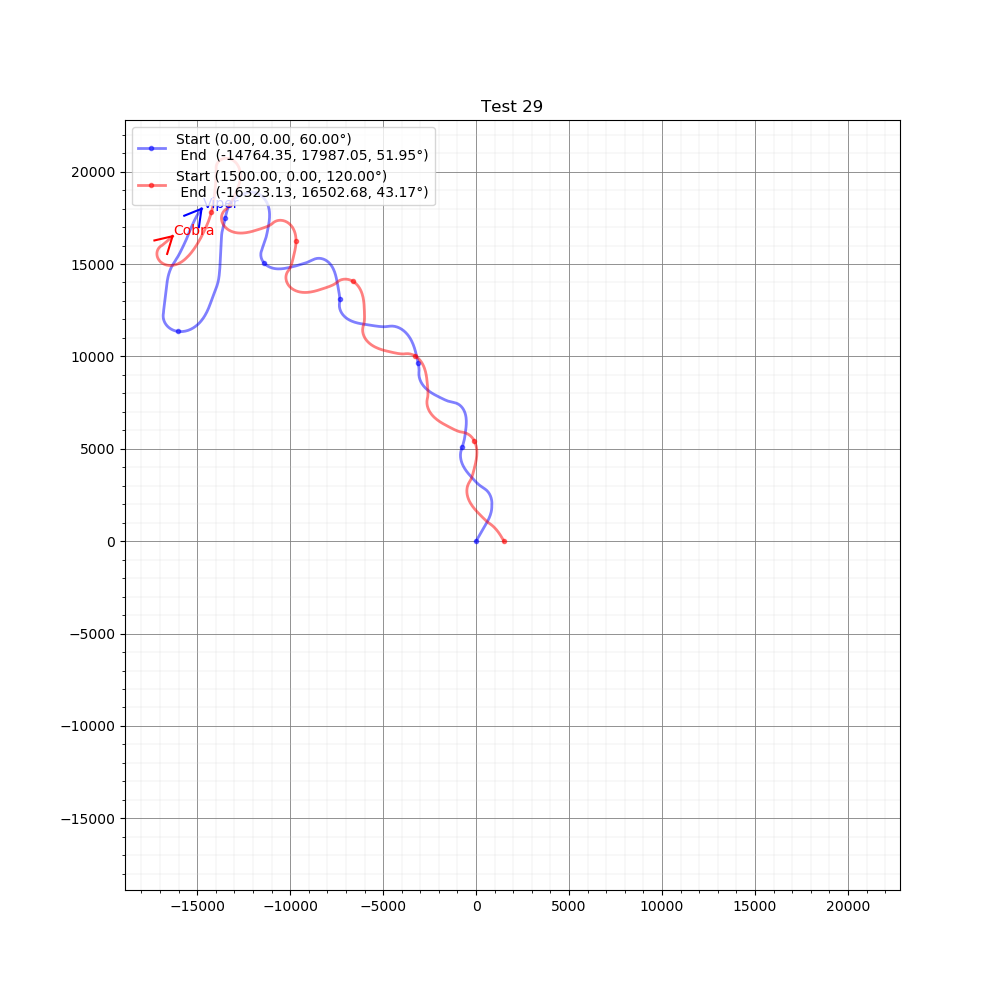 Test 29
Start (0.00, 0.00, 60.00°)
End (-14764.35, 17987.05, 51.95°)
Start (1500.00, 0.00, 120.00°)
End (-16323.13, 16502.68, 43.17°)
Viper
Cobra
20000
15000
10000
5000
0
−5000
−10000
−15000
−15000 −10000 −5000 0 5000 10000 15000 20000